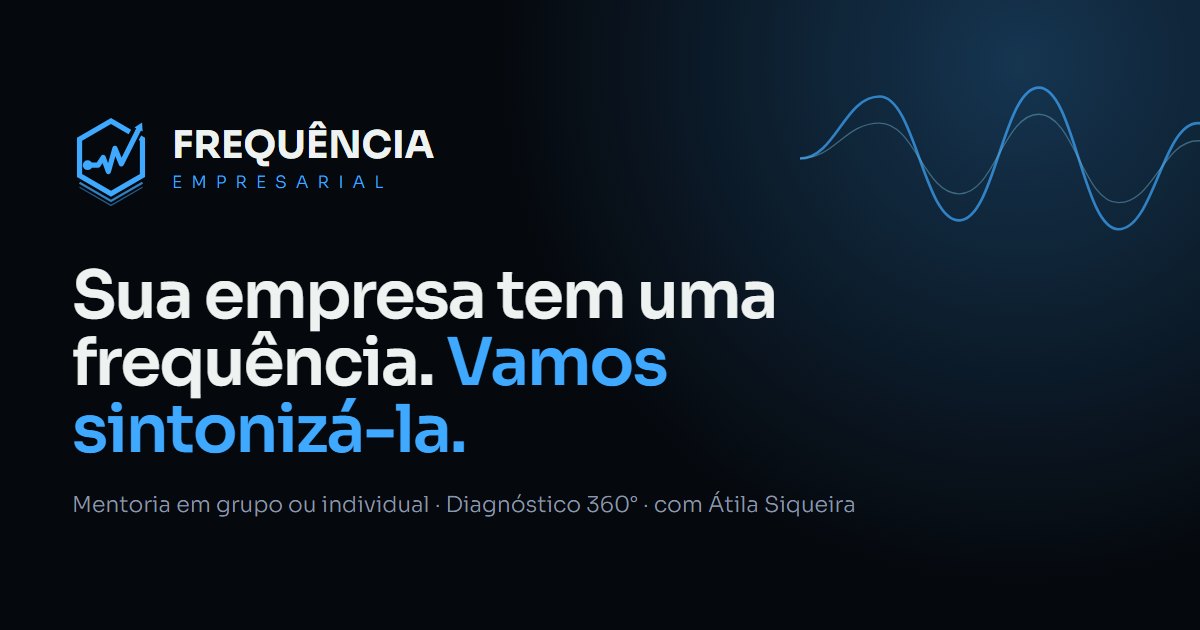 FREQUÊNCIA
EMPRESARIAL
Sua empresa tem uma
frequência. Vamos
sintonizá-la.
Mentoria em grupo ou individual · Diagnóstico 360° · com Átila Siqueira